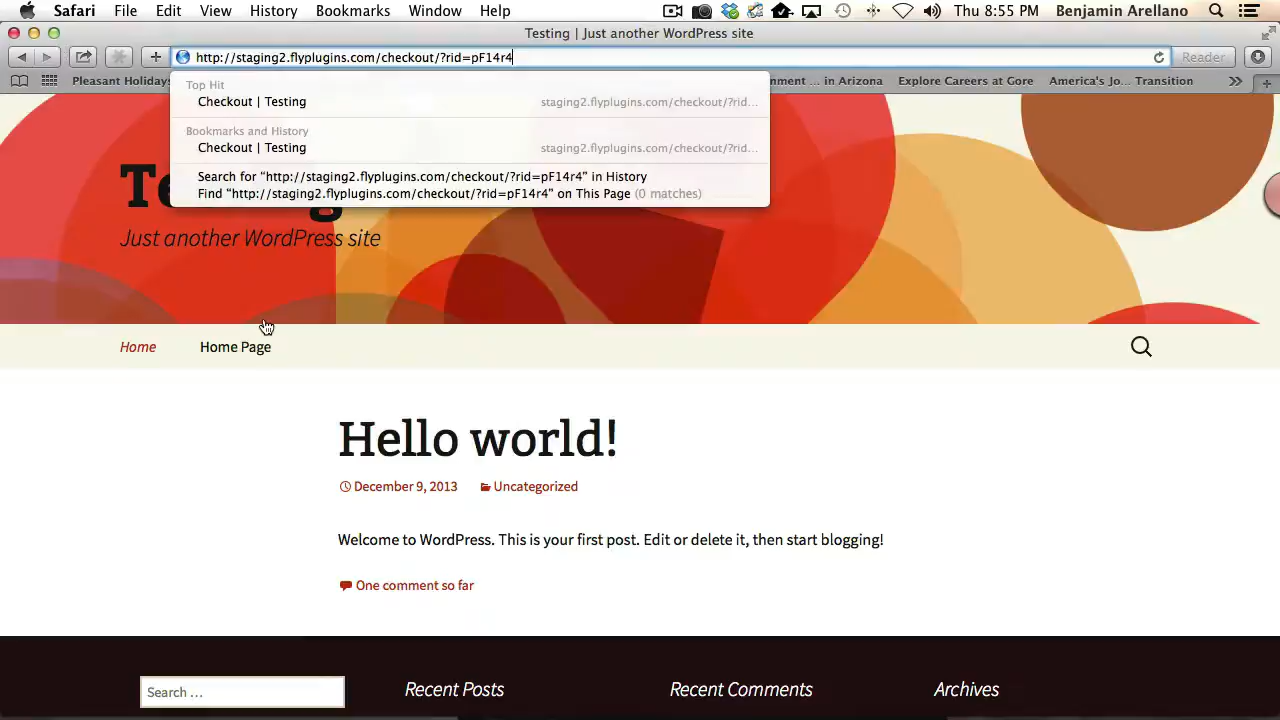 Safari File Edit View History Bookmarks Window Help Thu 8:55 PM Benjamin Arellano
Testing | Just another WordPress site
http://staging2.flyplugins.com/checkout/?rid=pF14r4 Reader
Pleasant Holidays nment ... in Arizona Explore Careers at Gore America's Jo... Transition
Top Hit
Checkout | Testing staging2.flyplugins.com/checkout/?rid...
Bookmarks and History
Checkout | Testing staging2.flyplugins.com/checkout/?rid...
Search for “http://staging2.flyplugins.com/checkout/?rid=pF14r4” in History
Find “http://staging2.flyplugins.com/checkout/?rid=pF14r4” on This Page (0 matches)
Just another WordPress site
Home Home Page
Hello world!
December 9, 2013 Uncategorized
Welcome to WordPress. This is your first post. Edit or delete it, then start blogging!
One comment so far
Search ... Recent Posts Recent Comments Archives